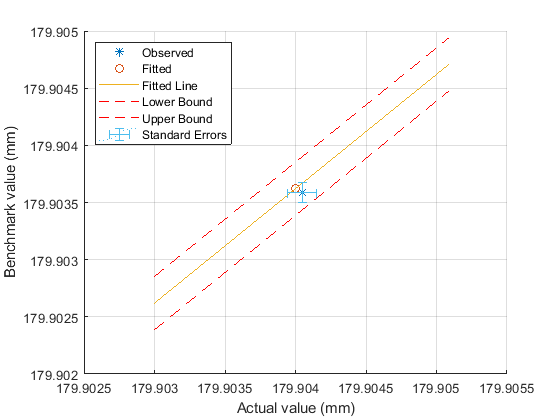 179.905
179.9045
179.904
179.9035
179.903
179.9025
179.902
Benchmark value (mm)
Observed
Fitted
Fitted Line
Lower Bound
Upper Bound
Standard Errors
179.9025 179.903 179.9035 179.904 179.9045 179.905 179.9055
Actual value (mm)